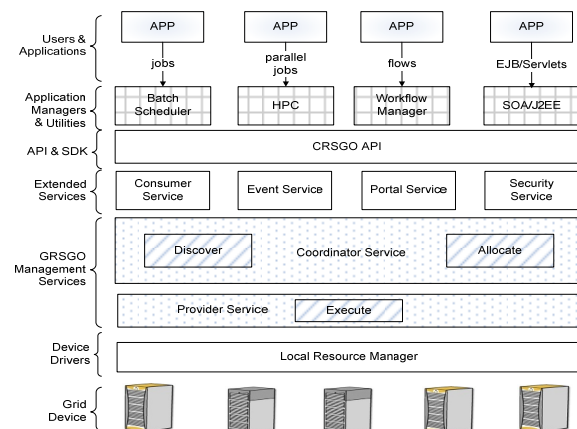 Users &
Applications
APP
APP
APP
APP
jobs
parallel
jobs
flows
EJB/Servlets
Application
Managers
& Utilities
Batch
Scheduler
HPC
Workflow
Manager
SOA/J2EE
API & SDK
CRSGO API
Extended
Services
Consumer
Service
Event Service
Portal Service
Security
Service
GRSGO
Management
Services
Discover
Coordinator Service
Allocate
Provider Service
Execute
Device
Drivers
Local Resource Manager
Grid
Device